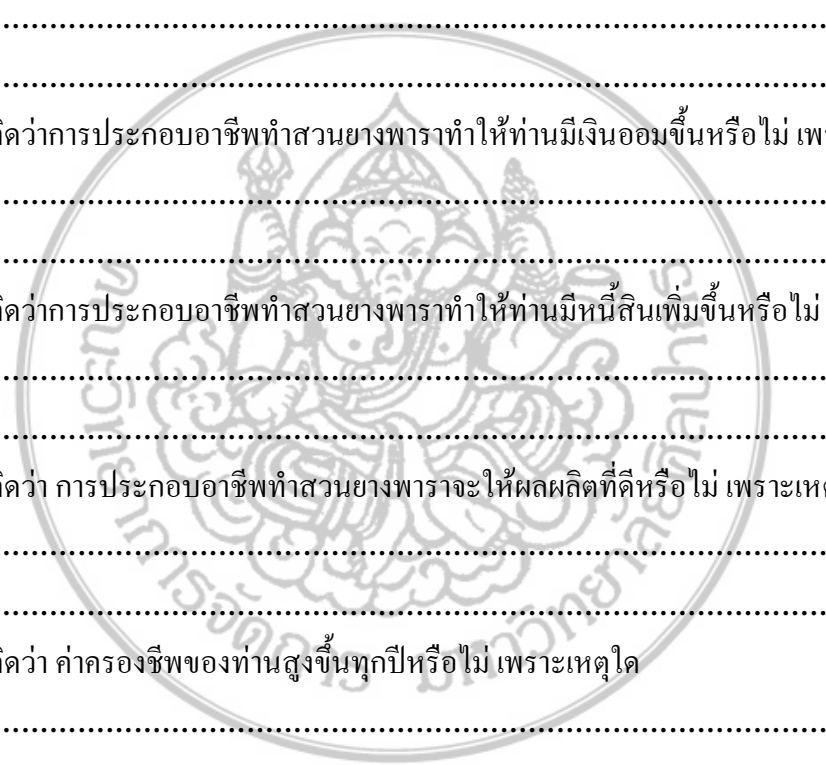 ...........................................................................................
...........................................................................................
คิดว่าการประกอบอาชีพทำสวนยางพาราทำให้ท่านมีเงินออมขึ้นหรือไม่ เพร
...........................................................................................
...........................................................................................
คิดว่าการประกอบอาชีพทำสวนยางพาราทำให้ท่านมีหนี้สินเพิ่มขึ้นหรือไม่
...........................................................................................
...........................................................................................
คิดว่า การประกอบอาชีพทำสวนยางพาราจะให้ผลผลิตที่ดีหรือไม่ เพราะเหต
...........................................................................................
...........................................................................................
คิดว่า ค่าครองชีพของท่านสูงขึ้นทุกปีหรือไม่ เพราะเหตุใด
...........................................................................................